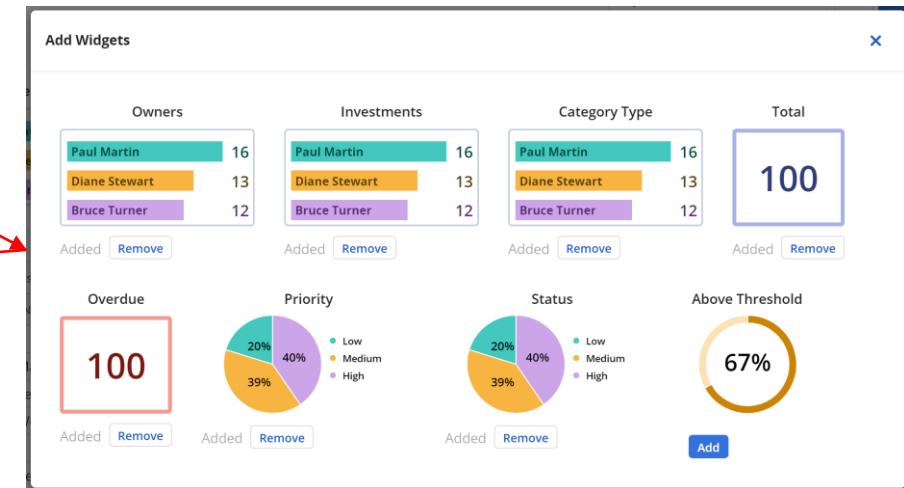 Add Widgets ×
Owners Investments Category Type Total
Paul Martin 16 Paul Martin 16 Paul Martin 16
Diane Stewart 13 Diane Stewart 13 Diane Stewart 13
Bruce Turner 12 Bruce Turner 12 Bruce Turner 12
100
Added Remove Added Remove Added Remove Added Remove
Overdue Priority Status Above Threshold
100
20% 40% 39%
Low
Medium
High
20% 40% 39%
Low
Medium
High
67%
Added Remove Added Remove Added Remove Add